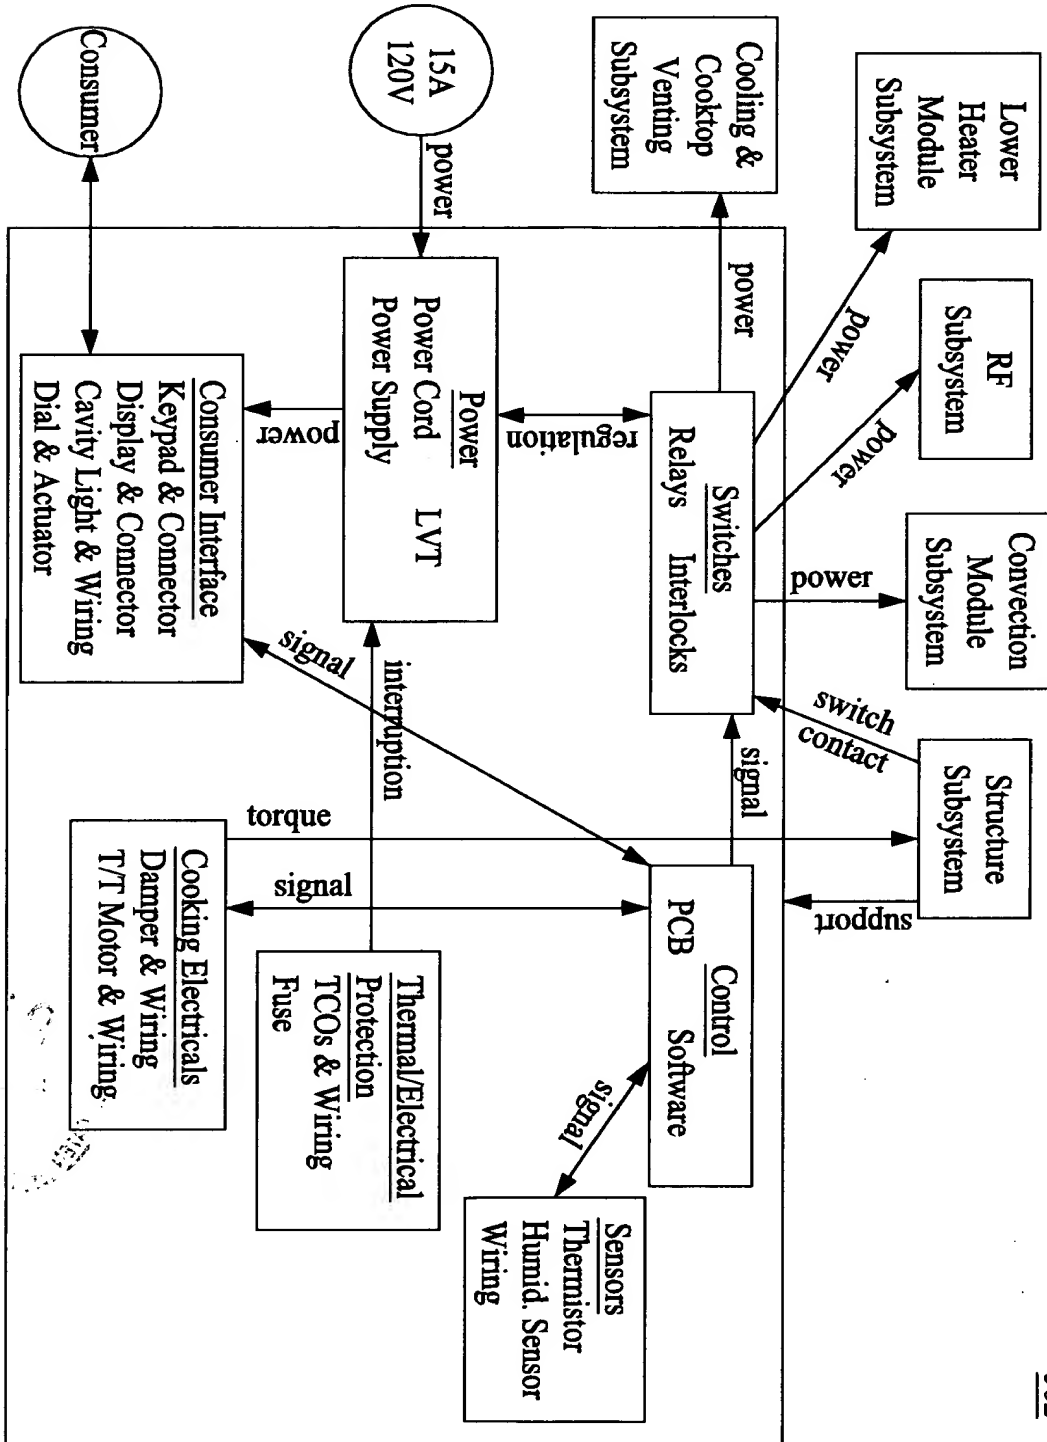 Lower
Heater
Module
Subsystem
RF
Subsystem
Convection
Module
Subsystem
Structure
Subsystem
Cooling &
Cooktop
Venting
Subsystem
power
power
power
power
switch
contact
support
15A
120V
power
Switches
Relays Interlocks
signal
Control
PCB Software
regulation
signal
Sensors
Thermistor
Humid. Sensor
Wiring
Power
Power Cord LVT
Power Supply
interruption
Thermal/Electrical
Protection
TCOs & Wiring
Fuse
power
signal
torque
signal
Consumer
Consumer Interface
Keypad & Connector
Display & Connector
Cavity Light & Wiring
Dial & Actuator
Cooking Electricals
Damper & Wiring
T/T Motor & Wiring